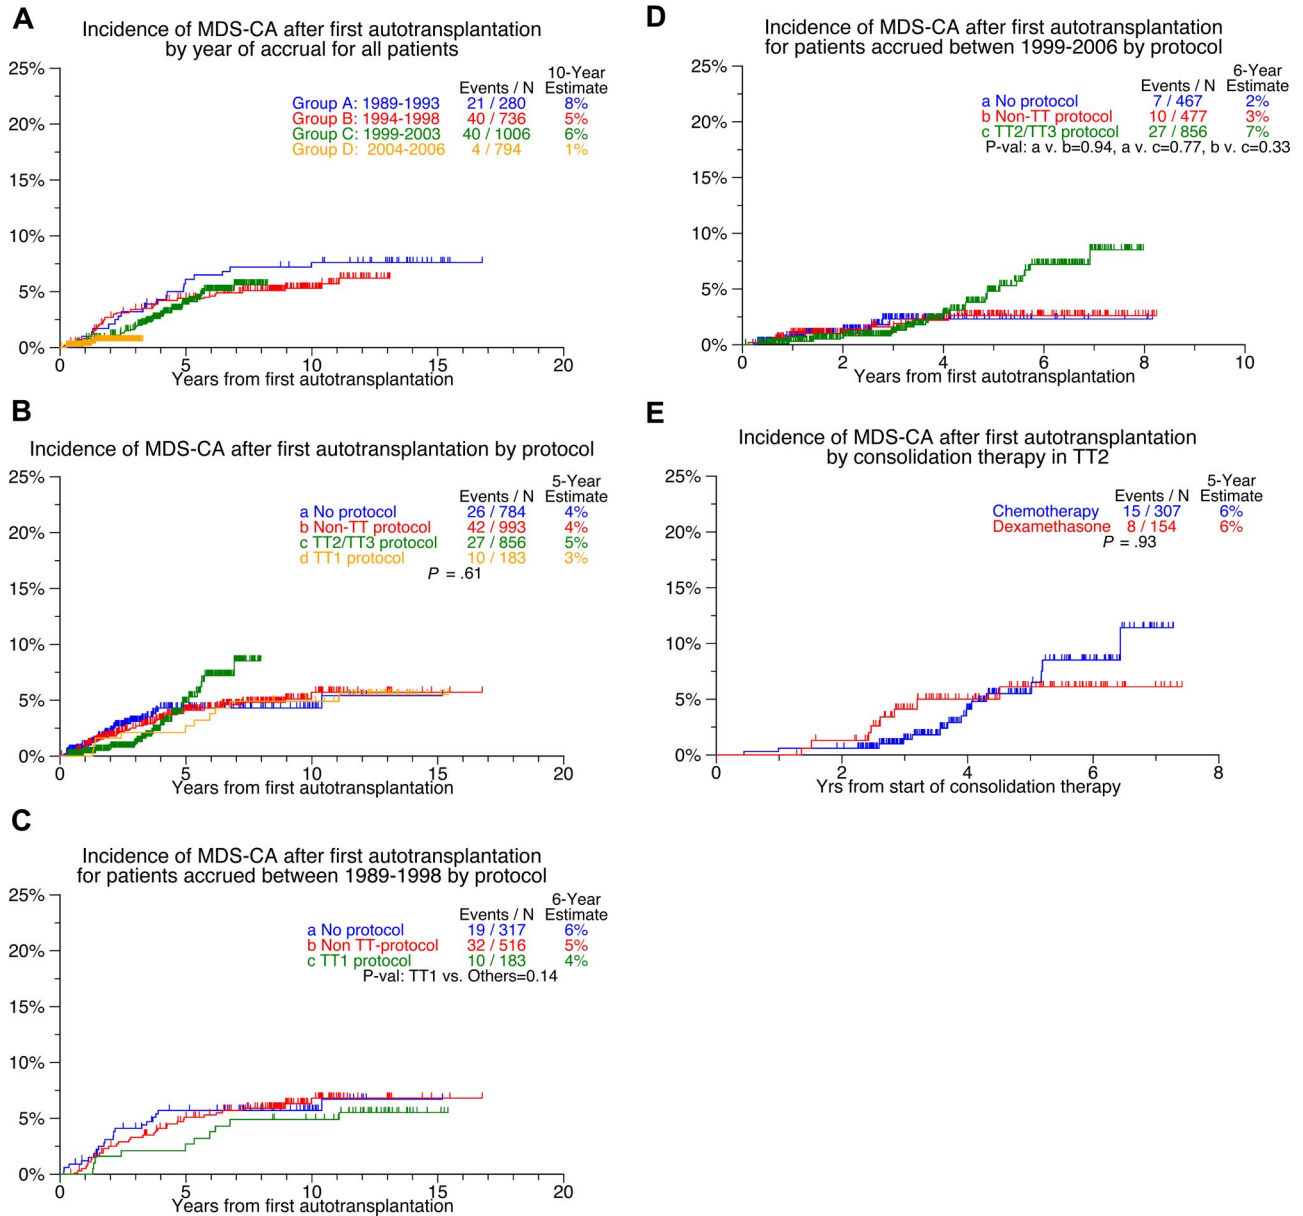 A
Incidence of MDS-CA after first autotransplantation
by year of accrual for all patients
10-Year
Events / N Estimate
Group A: 1989-1993 21 / 280 8%
Group B: 1994-1998 40 / 736 5%
Group C: 1999-2003 40 / 1006 6%
Group D: 2004-2006 4 / 794 1%
25%
20%
15%
10%
5%
0%
0 5 10 15 20
Years from first autotransplantation
B
Incidence of MDS-CA after first autotransplantation by protocol
5-Year
Events / N Estimate
a No protocol 26 / 784 4%
b Non-TT protocol 42 / 993 4%
c TT2/TT3 protocol 27 / 856 5%
d TT1 protocol 10 / 183 3%
P = .61
25%
20%
15%
10%
5%
0%
0 5 10 15 20
Years from first autotransplantation
C
Incidence of MDS-CA after first autotransplantation
for patients accrued between 1989-1998 by protocol
6-Year
Events / N Estimate
a No protocol 19 / 317 6%
b Non TT-protocol 32 / 516 5%
c TT1 protocol 10 / 183 4%
P-val: TT1 vs. Others=0.14
25%
20%
15%
10%
5%
0%
0 5 10 15 20
Years from first autotransplantation
D
Incidence of MDS-CA after first autotransplantation
for patients accrued betwen 1999-2006 by protocol
6-Year
Events / N Estimate
a No protocol 7 / 467 2%
b Non-TT protocol 10 / 477 3%
c TT2/TT3 protocol 27 / 856 7%
P-val: a v. b=0.94, a v. c=0.77, b v. c=0.33
25%
20%
15%
10%
5%
0%
0 2 4 6 8 10
Years from first autotransplantation
E
Incidence of MDS-CA after first autotransplantation
by consolidation therapy in TT2
5-Year
Events / N Estimate
Chemotherapy 15 / 307 6%
Dexamethasone 8 / 154 6%
P = .93
25%
20%
15%
10%
5%
0%
0 2 4 6 8
Yrs from start of consolidation therapy